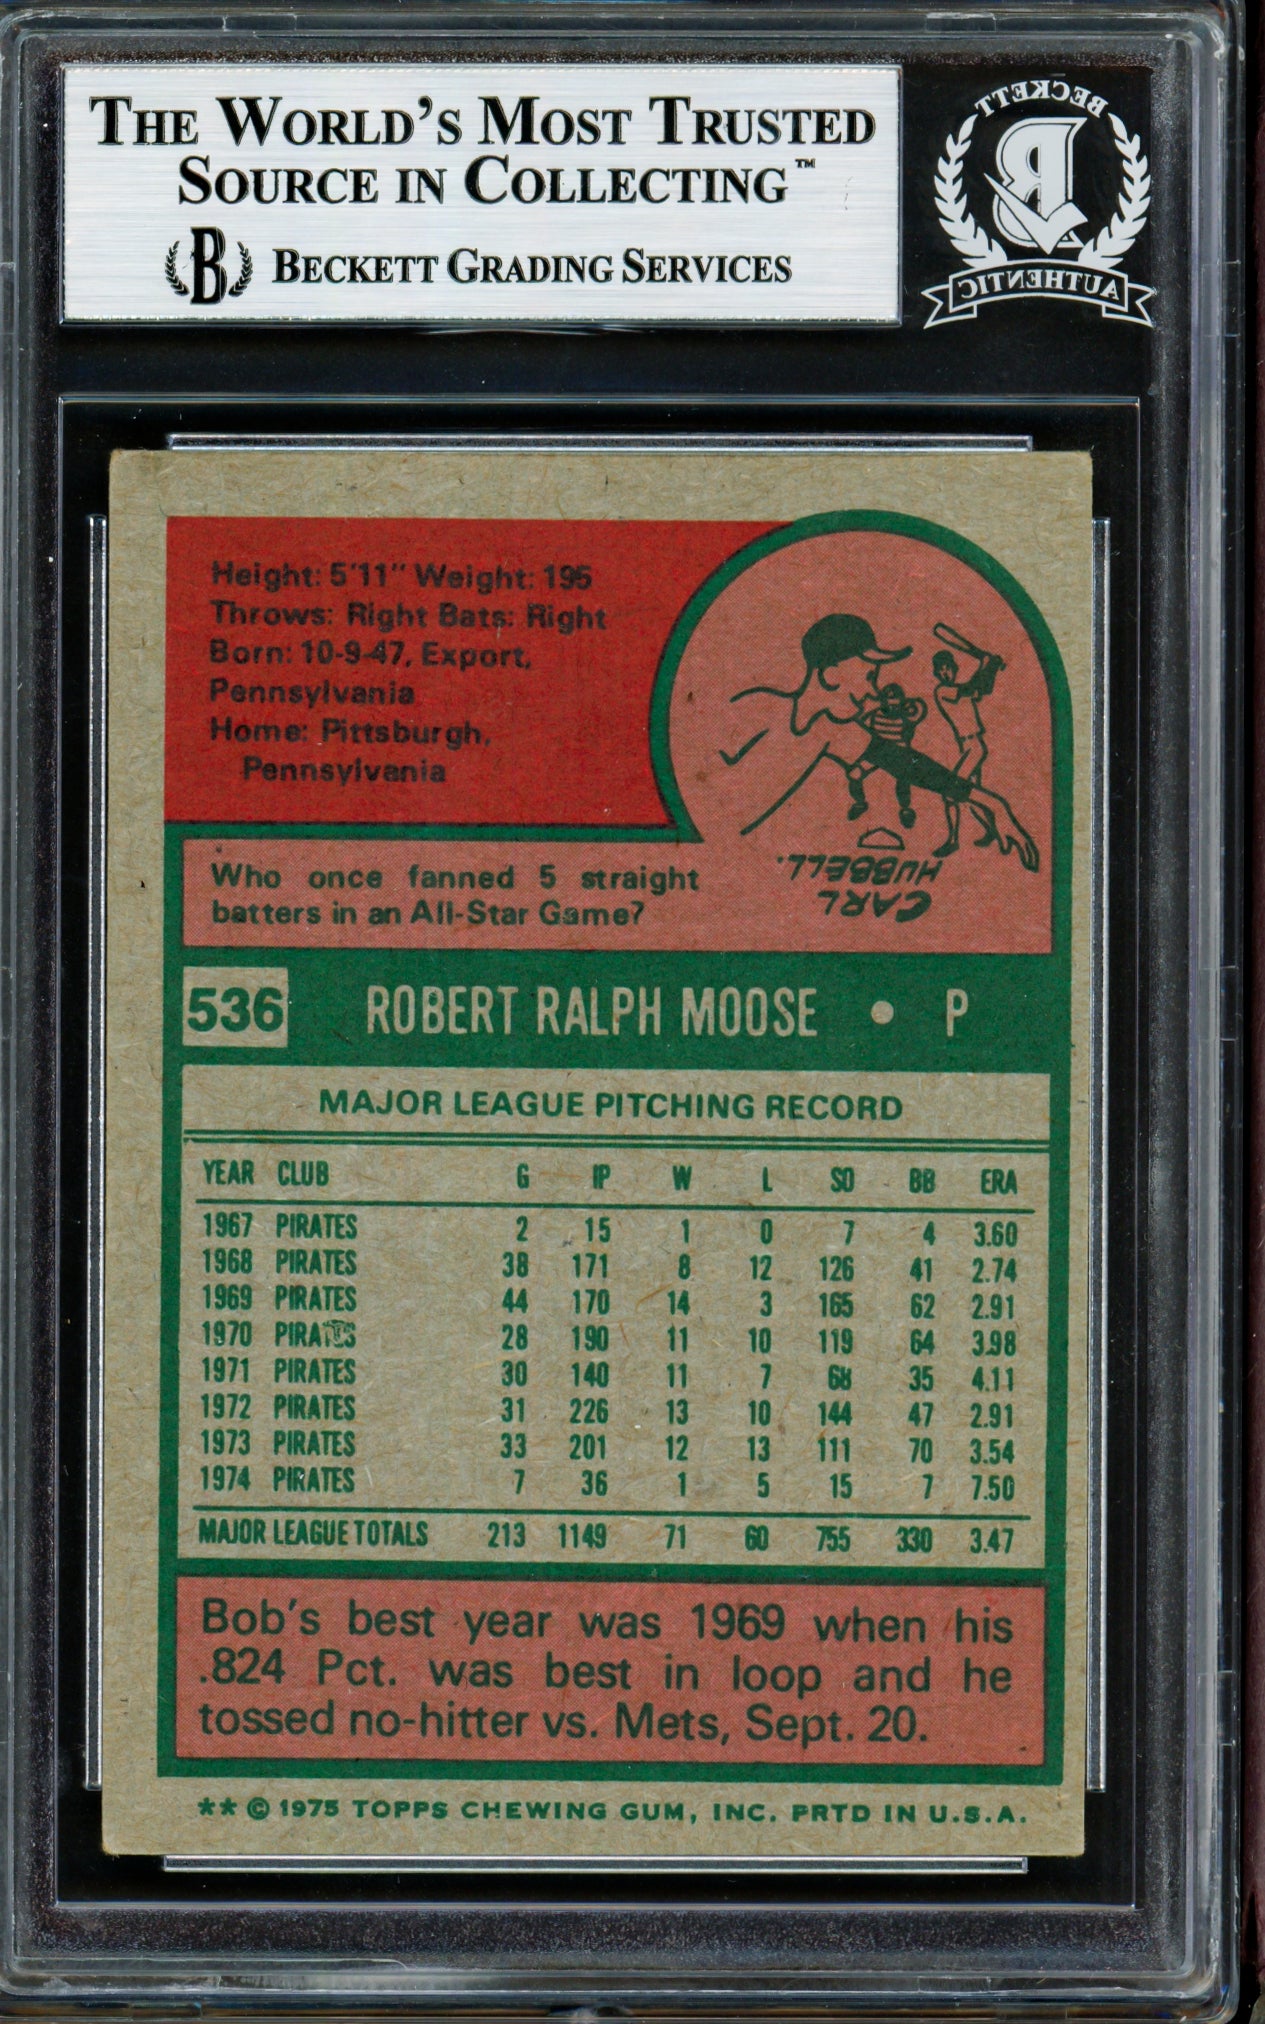 THE WORLD'S MOST TRUSTED
SOURCE IN COLLECTING™
B BECKETT GRADING SERVICES
BECKETT
B
AUTHENTIC
Height: 5'11" Weight: 195
Throws: Right Bats: Right
Born: 10-9-47, Export,
Pennsylvania
Home: Pittsburgh,
Pennsylvania
Who once fanned 5 straight
batters in an All-Star Game?
CARL
HUBBELL.
536 ROBERT RALPH MOOSE • P
MAJOR LEAGUE PITCHING RECORD
YEAR CLUB G IP W L SO BB ERA
1967 PIRATES 2 15 1 0 7 4 3.60
1968 PIRATES 38 171 8 12 126 41 2.74
1969 PIRATES 44 170 14 3 165 62 2.91
1970 PIRATES 28 190 11 10 119 64 3.98
1971 PIRATES 30 140 11 7 68 35 4.11
1972 PIRATES 31 226 13 10 144 47 2.91
1973 PIRATES 33 201 12 13 111 70 3.54
1974 PIRATES 7 36 1 5 15 7 7.50
MAJOR LEAGUE TOTALS 213 1149 71 60 755 330 3.47
Bob's best year was 1969 when his
.824 Pct. was best in loop and he
tossed no-hitter vs. Mets, Sept. 20.
** © 1975 TOPPS CHEWING GUM, INC. PRTD IN U.S.A.